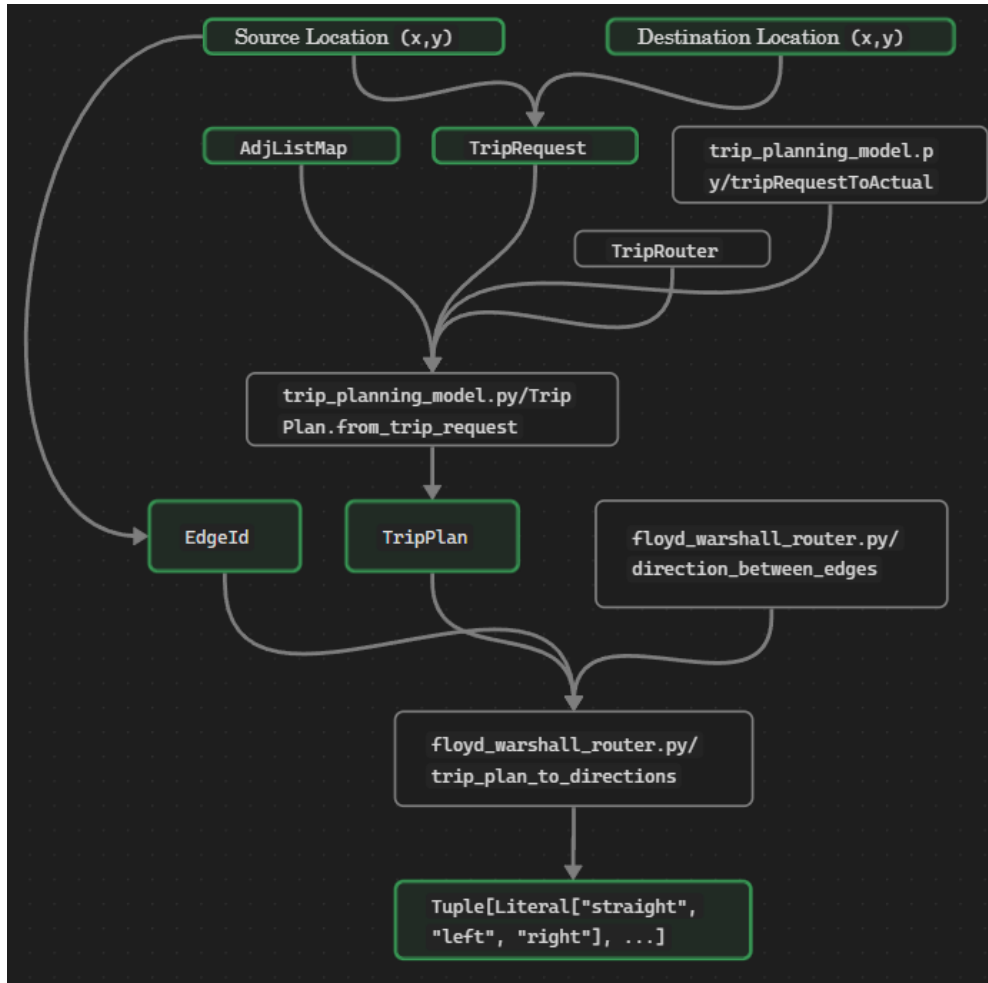 Source Location (x,y)
Destination Location (x,y)
AdjListMap
TripRequest
trip_planning_model.p
y/tripRequestToActual
TripRouter
trip_planning_model.py/Trip
Plan.from_trip_request
EdgeId
TripPlan
floyd_warshall_router.py/
direction_between_edges
floyd_warshall_router.py/
trip_plan_to_directions
Tuple[Literal["straight",
"left", "right"], ...]